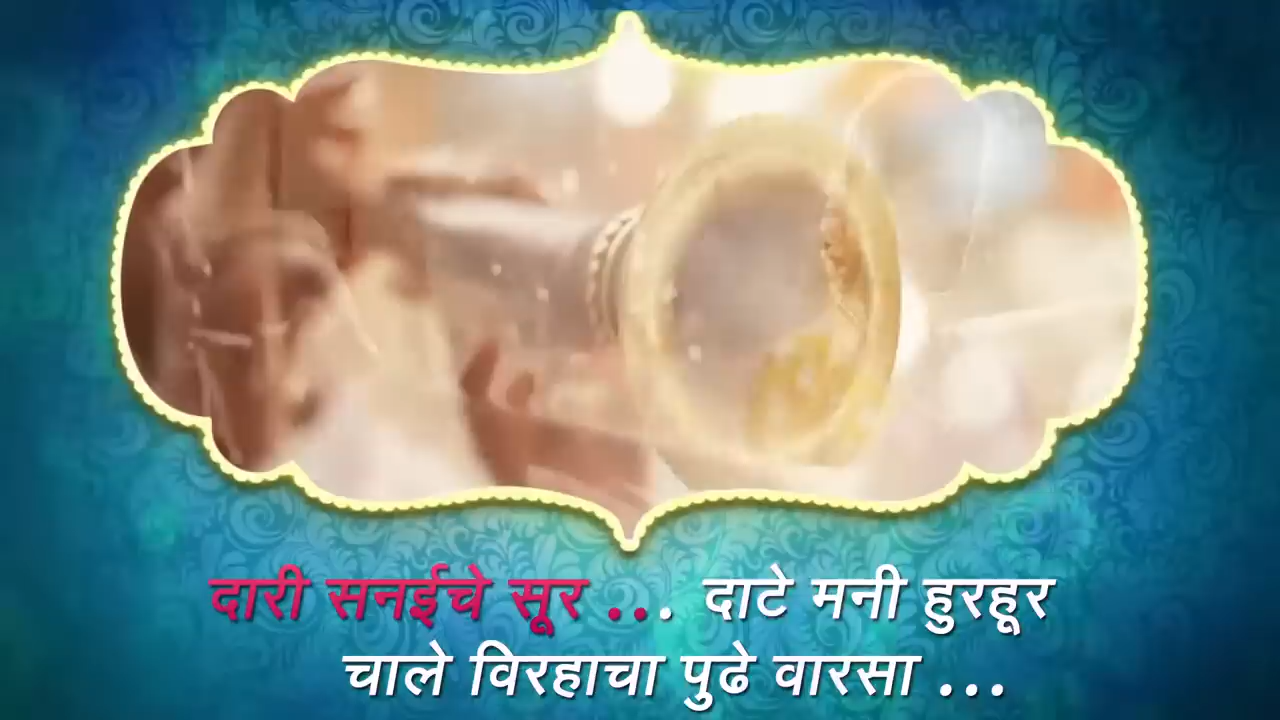 दारी सनईचे सूर ... दाटे मनी हुरहूर
चाले विरहाचा पुढे वारसा ...